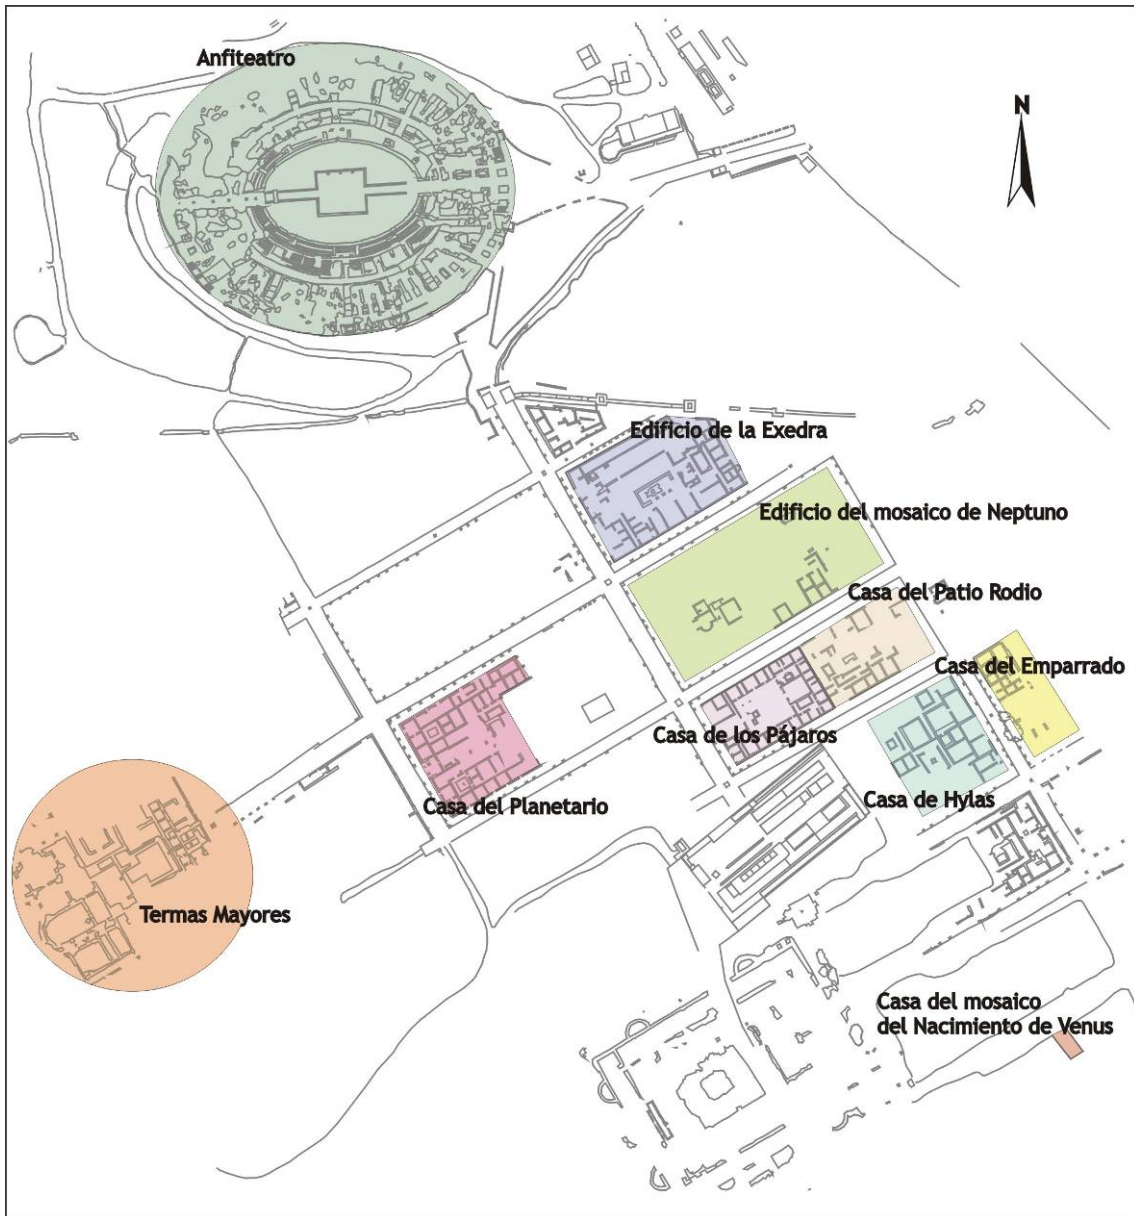 Anfiteatro
N
Edificio de la Exedra
Edificio del mosaico de Neptuno
Casa del Patio Rodio
Casa del Emparrado
Casa de los Pájaros
Casa de Hylas
Casa del Planetario
Termas Mayores
Casa del mosaico
del Nacimiento de Venus